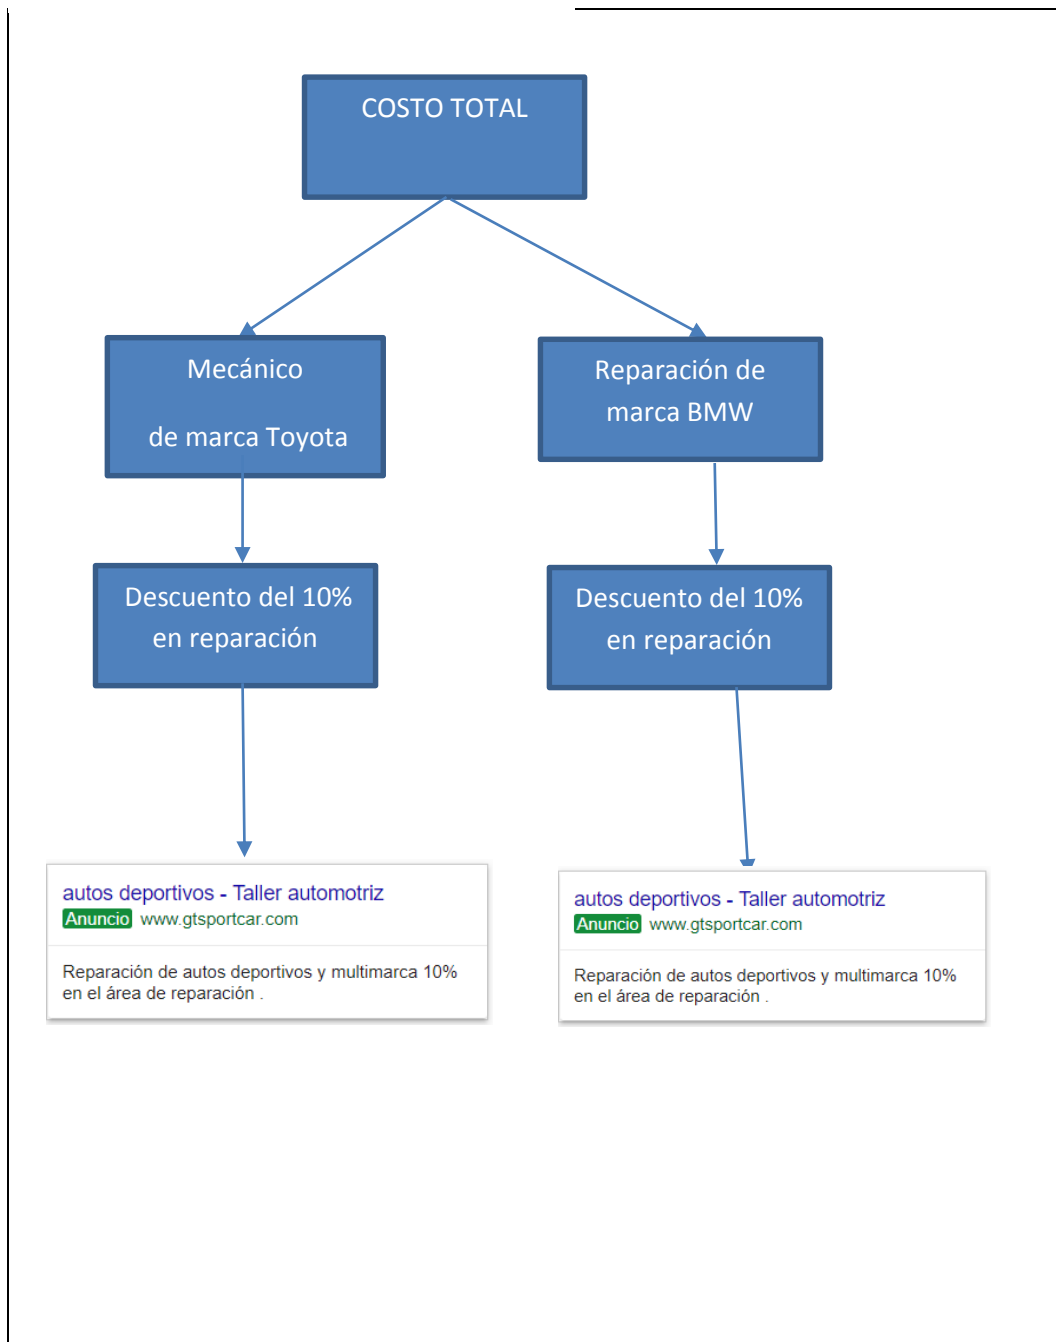 COSTO TOTAL
Mecánico
de marca Toyota
Reparación de
marca BMW
Descuento del 10%
en reparación
Descuento del 10%
en reparación
autos deportivos - Taller automotriz
Anuncio www.gtsportcar.com
Reparación de autos deportivos y multimarca 10%
en el área de reparación .
autos deportivos - Taller automotriz
Anuncio www.gtsportcar.com
Reparación de autos deportivos y multimarca 10%
en el área de reparación .